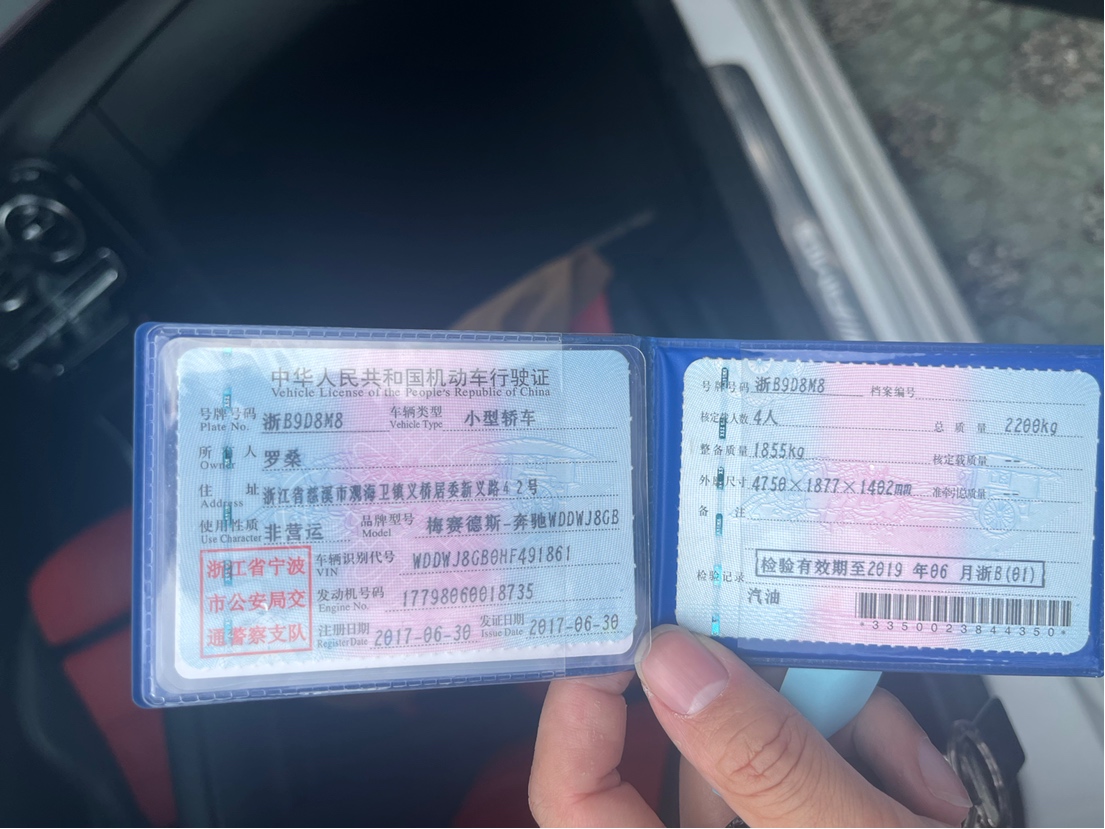 中华人民共和国机动车行驶证
Vehicle License of the People's Republic of China
号牌号码 浙B9D8M8 车辆类型 小型轿车
Plate No. Vehicle Type
所有人 罗桑
Owner
住址 浙江省慈溪市观海卫镇义桥居委新义路42号
Address
使用性质 非营运 品牌型号 梅赛德斯-奔驰WDDWJ8GB
Use Character Model
浙江省宁波
市公安局交
通警察支队
车辆识别代号 WDDWJ8GB0HF491861
VIN
发动机号码 17798060018735
Engine No.
注册日期 2017-06-30 发证日期 2017-06-30
Register Date Issue Date
号牌号码 浙B9D8M8 档案编号
核定载人数 4人 总质量 2200kg
整备质量 1855kg 核定载质量 --
外廓尺寸 4750×1877×1402mm 准牵引总质量 --
备注
检验记录 检验有效期至2019年06月浙B(01)
汽油
*3350023844350*